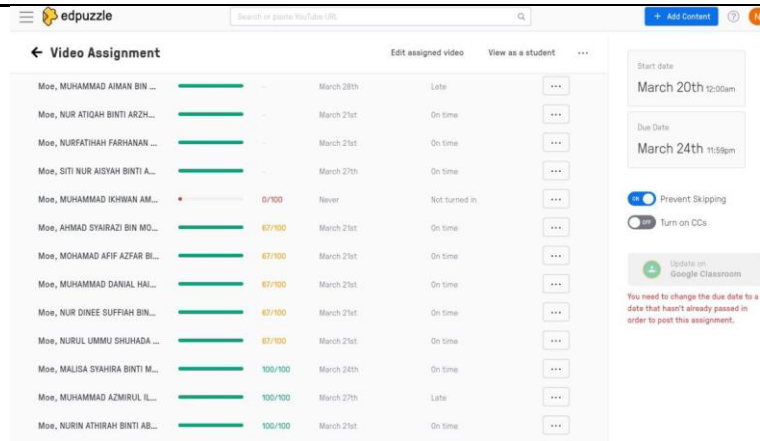 edpuzzle
Search or paste YouTube URL
+ Add Content
?
N
← Video Assignment
Edit assigned video
View as a student
...
Moe, MUHAMMAD AIMAN BIN ... - March 28th Late ...
Moe, NUR ATIQAH BINTI ARZH... - March 21st On time ...
Moe, NURFATIHAH FARHANAN ... - March 21st On time ...
Moe, SITI NUR AISYAH BINTI A... - March 27th On time ...
Moe, MUHAMMAD IKHWAN AM... 0/100 Never Not turned in ...
Moe, AHMAD SYAIRAZI BIN MO... 67/100 March 21st On time ...
Moe, MOHAMAD AFIF AZFAR BI... 67/100 March 21st On time ...
Moe, MUHAMMAD DANIAL HAI... 67/100 March 21st On time ...
Moe, NUR DINEE SUFFIAH BIN... 67/100 March 21st On time ...
Moe, NURUL UMMU SHUHADA ... 67/100 March 21st On time ...
Moe, MALISA SYAHIRA BINTI M... 100/100 March 24th On time ...
Moe, MUHAMMAD AZMIRUL IL... 100/100 March 27th Late ...
Moe, NURIN ATHIRAH BINTI AB... 100/100 March 21st On time ...
Start date
March 20th 12:00am
Due Date
March 24th 11:59pm
ON Prevent Skipping
OFF Turn on CCs
Update on
Google Classroom
You need to change the due date to a
date that hasn't already passed in
order to post this assignment.